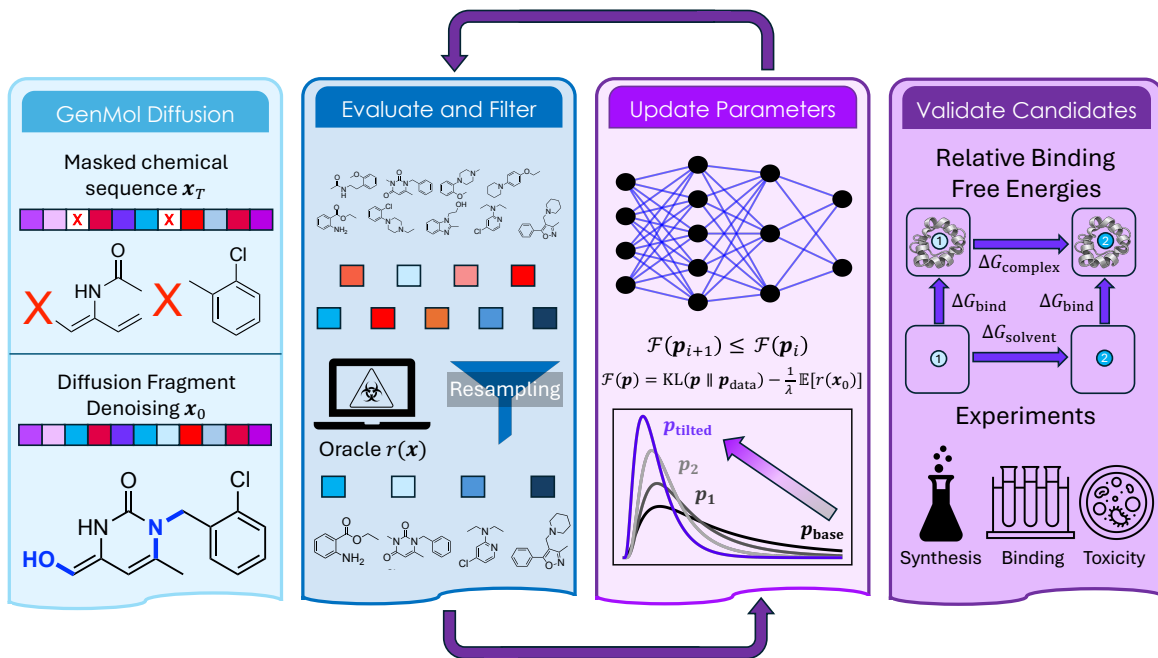 GenMol Diffusion
Masked chemical
sequence x_T
X
X
O
HN
X
X
Cl
Diffusion Fragment
Denoising x_0
O
Cl
HN
N
HO
Evaluate and Filter
Oracle r(x)
Resampling
Update Parameters
ℱ(p_{i+1}) ≤ ℱ(p_i)
ℱ(p) = KL(p ∥ p_data) − 1/λ 𝔼[r(x_0)]
p_tilted
p_2
p_1
p_base
Validate Candidates
Relative Binding
Free Energies
1
2
ΔG_complex
ΔG_bind
ΔG_bind
ΔG_solvent
1
2
Experiments
Synthesis
Binding
Toxicity